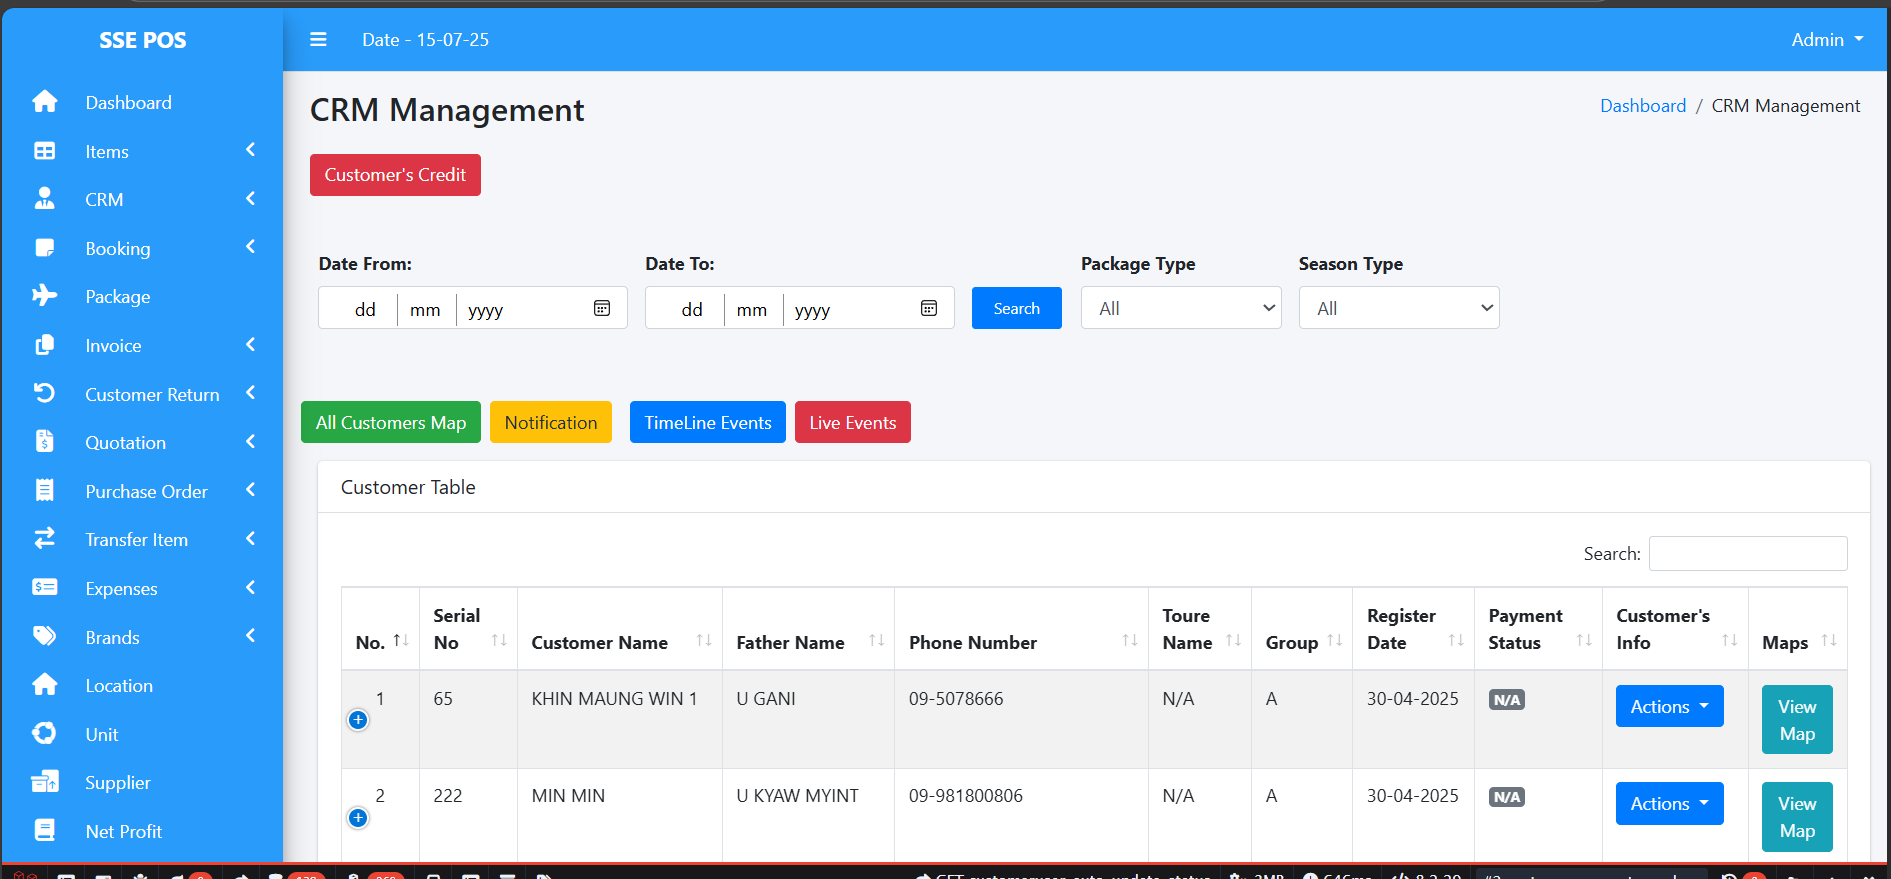 SSE POS
Date - 15-07-25
Admin
Dashboard
Items
CRM
Booking
Package
Invoice
Customer Return
Quotation
Purchase Order
Transfer Item
Expenses
Brands
Location
Unit
Supplier
Net Profit
CRM Management
Dashboard / CRM Management
Customer's Credit
Date From:
Date To:
Package Type
Season Type
dd mm yyyy
dd mm yyyy
Search
All
All
All Customers Map
Notification
TimeLine Events
Live Events
Customer Table
Search:
No. Serial No Customer Name Father Name Phone Number Toure Name Group Register Date Payment Status Customer's Info Maps
1 65 KHIN MAUNG WIN 1 U GANI 09-5078666 N/A A 30-04-2025 N/A Actions View Map
2 222 MIN MIN U KYAW MYINT 09-981800806 N/A A 30-04-2025 N/A Actions View Map